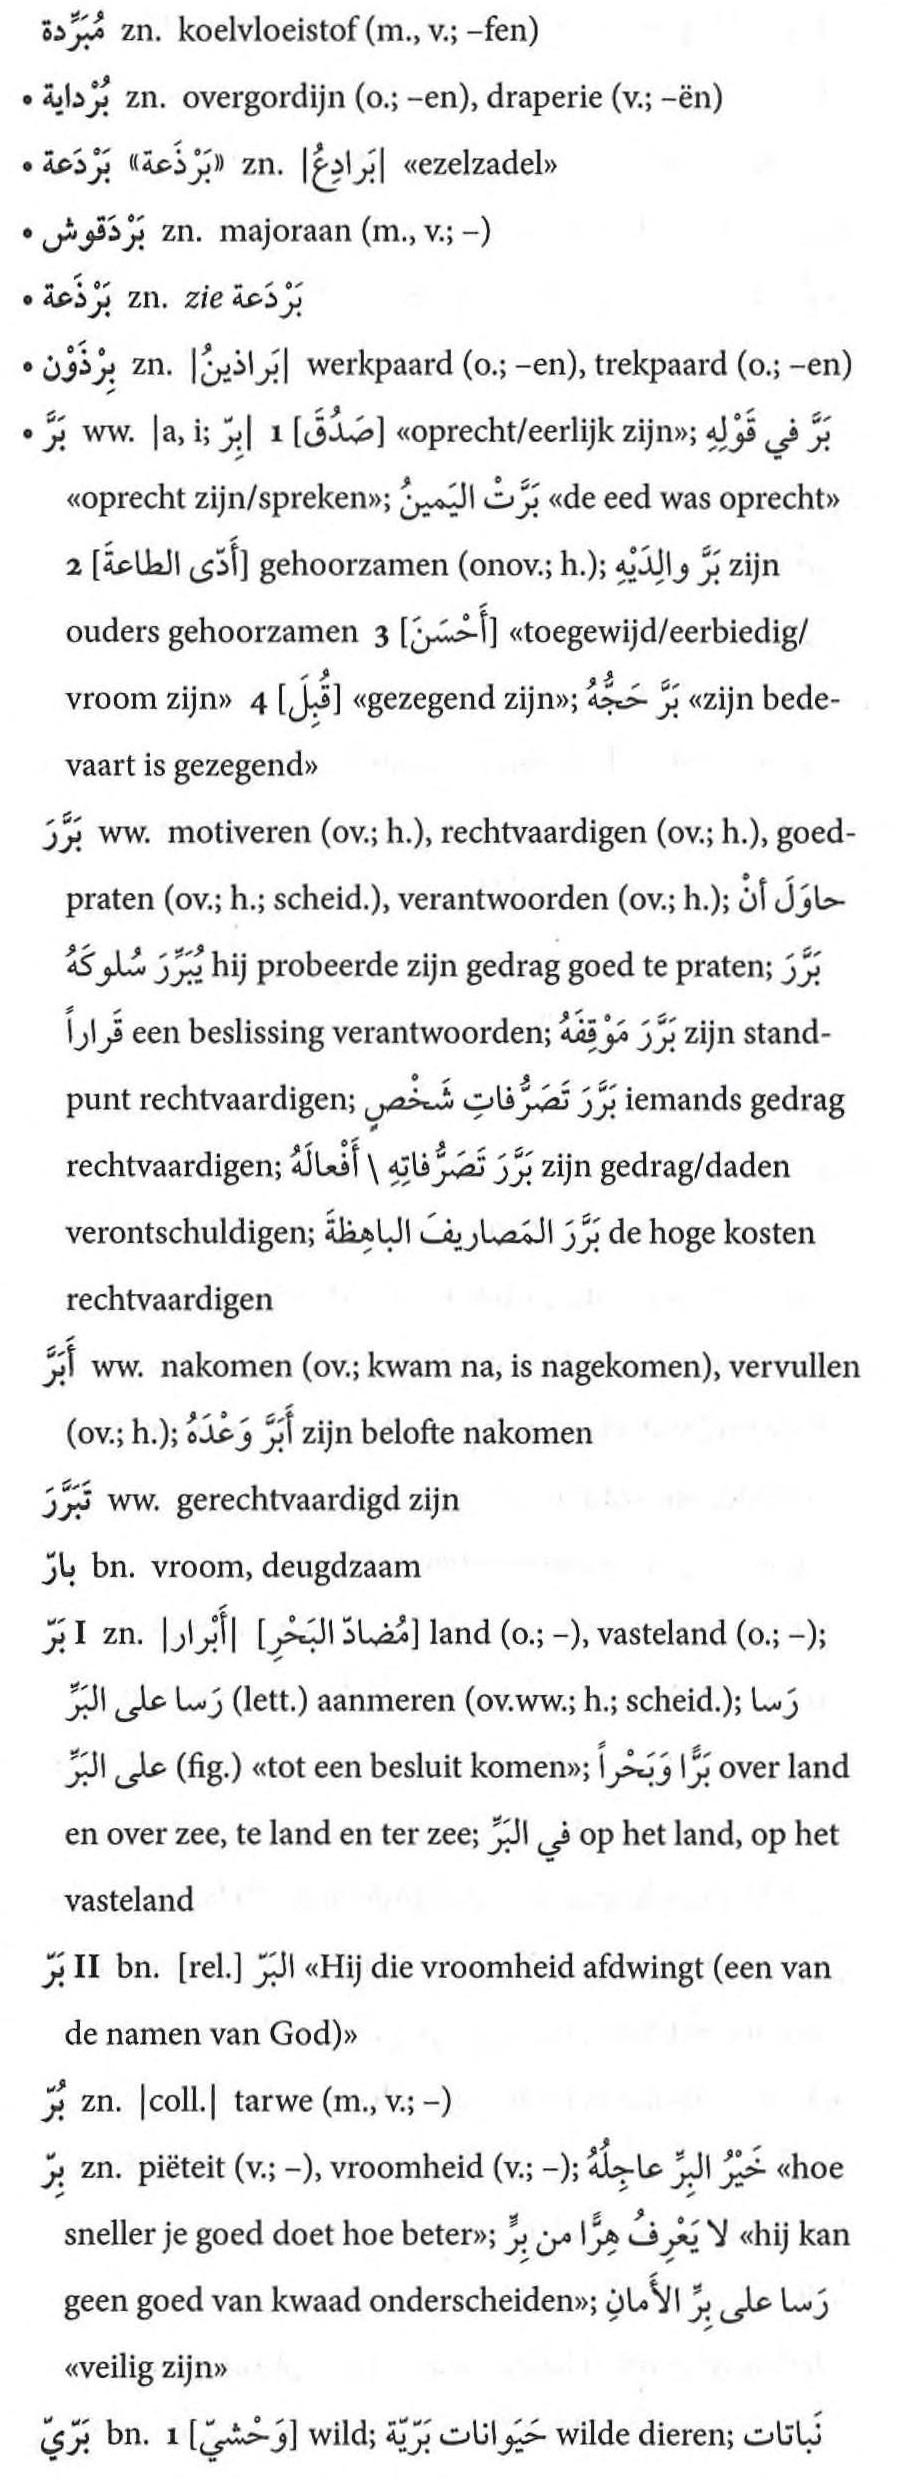 مُبَرِّدة zn. koelvloeistof (m., v.; –fen)
• بُرْداية zn. overgordijn (o.; –en), draperie (v.; –ën)
• بَرْدَعة «بَرْذَعة» zn. |بَرادِعُ| «ezelzadel»
• بَرْدَقوش zn. majoraan (m., v.; –)
• بَرْذَعة zn. zie بَرْدَعة
• بِرْذَوْن zn. |بَراذينُ| werkpaard (o.; –en), trekpaard (o.; –en)
• بَرَّ ww. |a, i; بِرّ| 1 [صَدُقَ] «oprecht/eerlijk zijn»; بَرَّ في قَوْلِهِ
«oprecht zijn/spreken»; بَرَّتْ اليَمينُ «de eed was oprecht»
2 [أَدّى الطاعةَ] gehoorzamen (onov.; h.); بَرَّ والِدَيْهِ zijn
ouders gehoorzamen 3 [أَحْسَنَ] «toegewijd/eerbiedig/
vroom zijn» 4 [قُبِلَ] «gezegend zijn»; بَرَّ حَجُّهُ «zijn bede-
vaart is gezegend»
بَرَّرَ ww. motiveren (ov.; h.), rechtvaardigen (ov.; h.), goed-
praten (ov.; h.; scheid.), verantwoorden (ov.; h.); حاوَلَ أنْ
يُبَرِّرَ سُلوكَهُ hij probeerde zijn gedrag goed te praten; بَرَّرَ
قَراراً een beslissing verantwoorden; بَرَّرَ مَوْقِفَهُ zijn stand-
punt rechtvaardigen; بَرَّرَ تَصَرُّفاتِ شَخْصٍ iemands gedrag
rechtvaardigen; بَرَّرَ تَصَرُّفاتِهِ \ أَفْعالَهُ zijn gedrag/daden
verontschuldigen; بَرَّرَ المَصاريفَ الباهِظةَ de hoge kosten
rechtvaardigen
أَبَرَّ ww. nakomen (ov.; kwam na, is nagekomen), vervullen
(ov.; h.); أَبَرَّ وَعْدَهُ zijn belofte nakomen
تَبَرَّرَ ww. gerechtvaardigd zijn
بارّ bn. vroom, deugdzaam
بَرّ I zn. |أَبْرار| [مُضادّ البَحْرِ] land (o.; –), vasteland (o.; –);
رَسا على البَرِّ (lett.) aanmeren (ov.ww.; h.; scheid.); رَسا
على البَرِّ (fig.) «tot een besluit komen»; بَرًّا وَبَحْراً over land
en over zee, te land en ter zee; في البَرِّ op het land, op het
vasteland
بَرّ II bn. [rel.] البَرّ «Hij die vroomheid afdwingt (een van
de namen van God)»
بُرّ zn. |coll.| tarwe (m., v.; –)
بِرّ zn. piëteit (v.; –), vroomheid (v.; –); خَيْرُ البِرِّ عاجِلُهُ «hoe
sneller je goed doet hoe beter»; لا يَعْرِفُ هِرًّا من بِرٍّ «hij kan
geen goed van kwaad onderscheiden»; رَسا على بِرِّ الأَمانِ
«veilig zijn»
بَرّيّ bn. 1 [وَحْشيّ] wild; حَيَوانات بَرّيّة wilde dieren; نَباتات